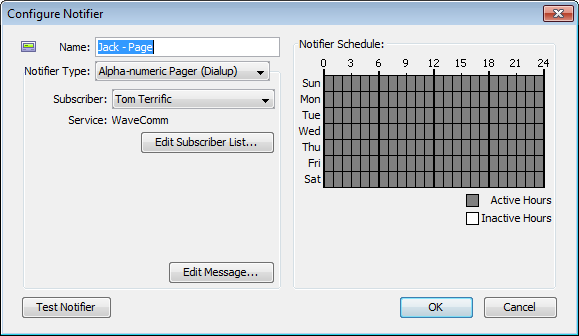 Configure Notifier
Name: Jack - Page
Notifier Type: Alpha-numeric Pager (Dialup)
Subscriber: Tom Terrific
Service: WaveComm
Edit Subscriber List...
Edit Message...
Notifier Schedule:
0 3 6 9 12 15 18 21 24
Sun
Mon
Tue
Wed
Thu
Fri
Sat
Active Hours
Inactive Hours
Test Notifier
OK
Cancel